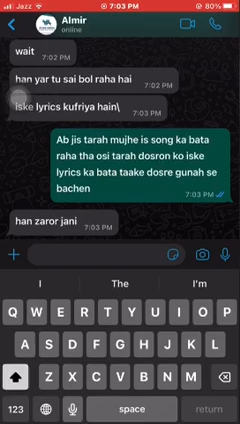 Jazz
7:03 PM
80%
Almir
online
wait
7:02 PM
han yar tu sai bol raha hai
7:02 PM
iske lyrics kufriya hain\
7:03 PM
Ab jis tarah mujhe is song ka bata
raha tha osi tarah dosron ko iske
lyrics ka bata taake dosre gunah se
bachen
7:03 PM
han zaror jani
7:03 PM
I The I'm
Q W E R T Y U I O P
A S D F G H J K L
Z X C V B N M
123 space return